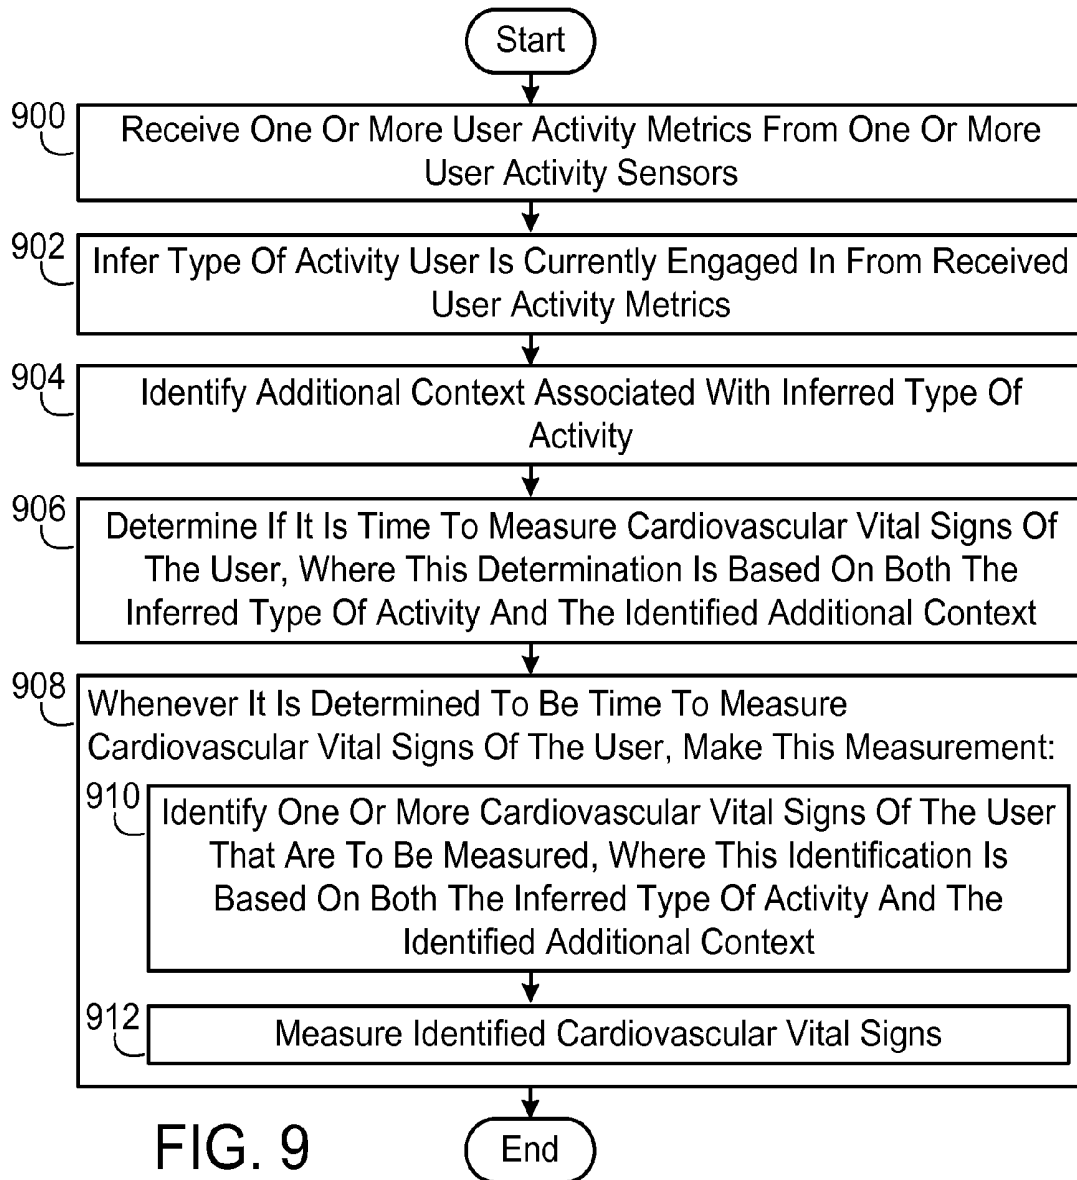 Start
900
Receive One Or More User Activity Metrics From One Or More
User Activity Sensors
902
Infer Type Of Activity User Is Currently Engaged In From Received
User Activity Metrics
904
Identify Additional Context Associated With Inferred Type Of
Activity
906
Determine If It Is Time To Measure Cardiovascular Vital Signs Of
The User, Where This Determination Is Based On Both The
Inferred Type Of Activity And The Identified Additional Context
908
Whenever It Is Determined To Be Time To Measure
Cardiovascular Vital Signs Of The User, Make This Measurement:
910
Identify One Or More Cardiovascular Vital Signs Of The User
That Are To Be Measured, Where This Identification Is
Based On Both The Inferred Type Of Activity And The
Identified Additional Context
912
Measure Identified Cardiovascular Vital Signs
End
FIG. 9